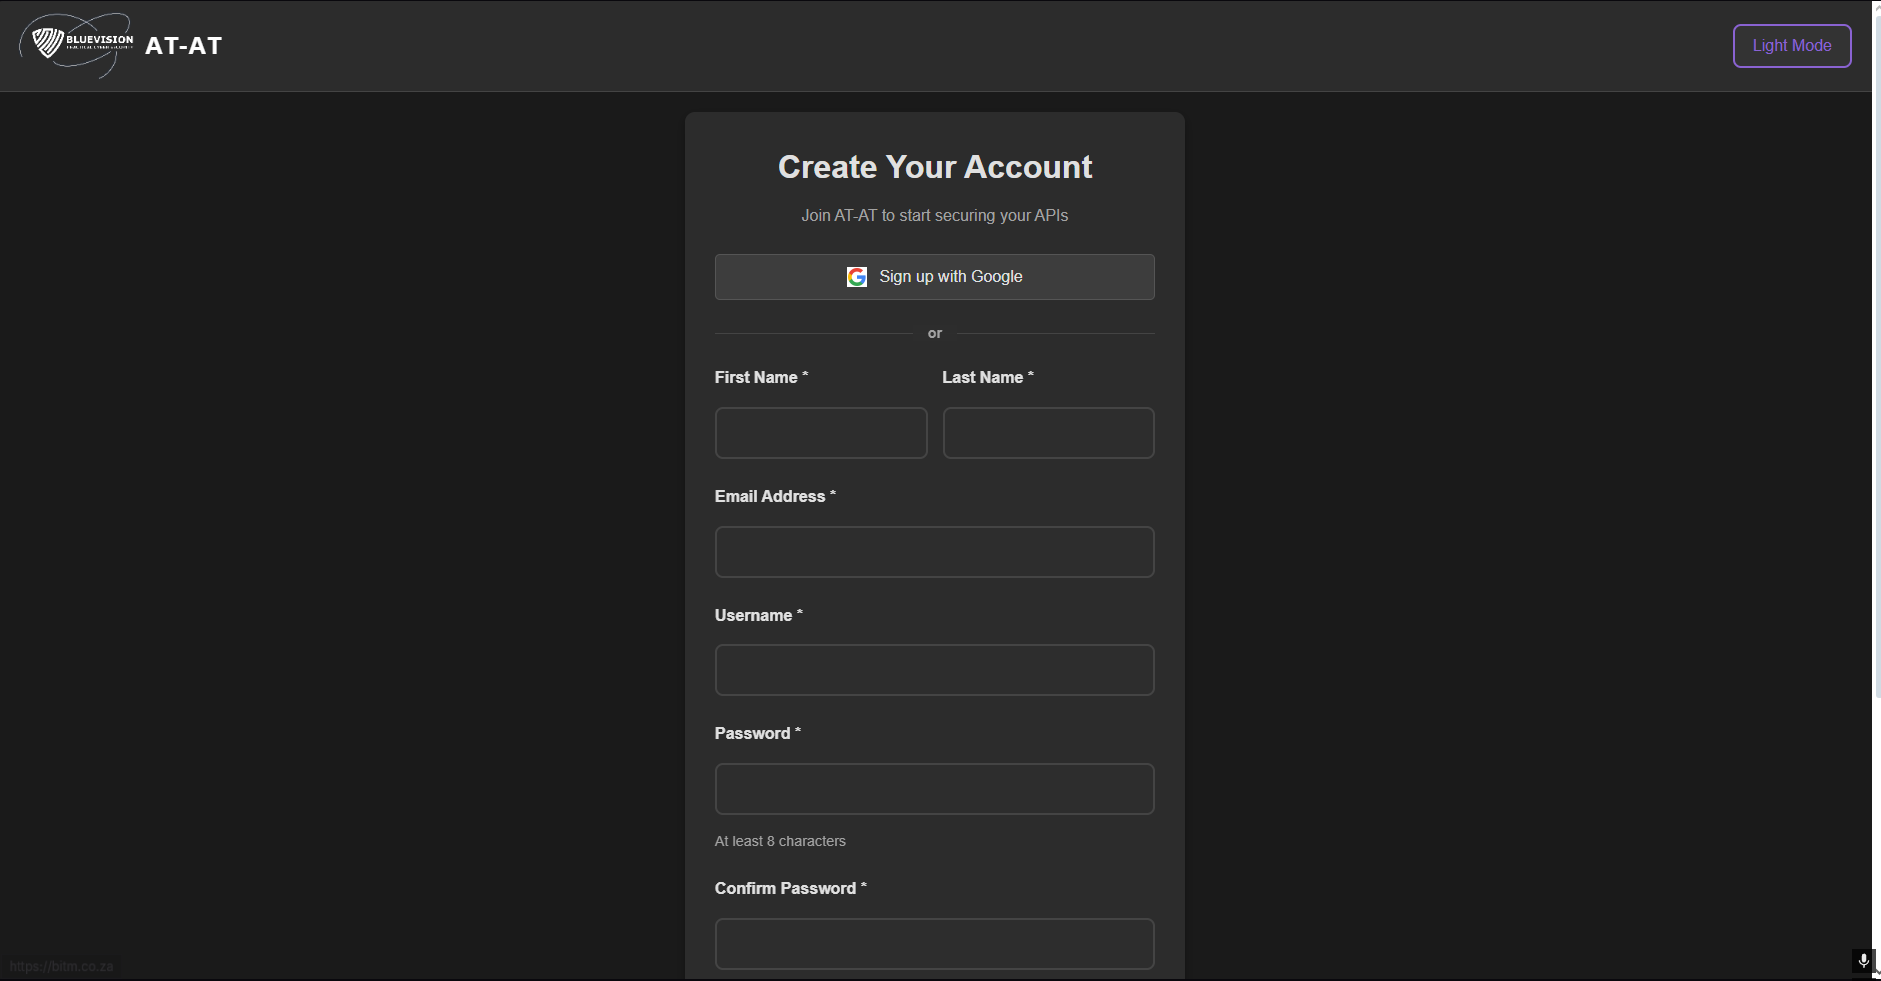 BLUEVISION
AT-AT
Light Mode
Create Your Account
Join AT-AT to start securing your APIs
Sign up with Google
or
First Name *
Last Name *
Email Address *
Username *
Password *
At least 8 characters
Confirm Password *
https://bitm.co.za